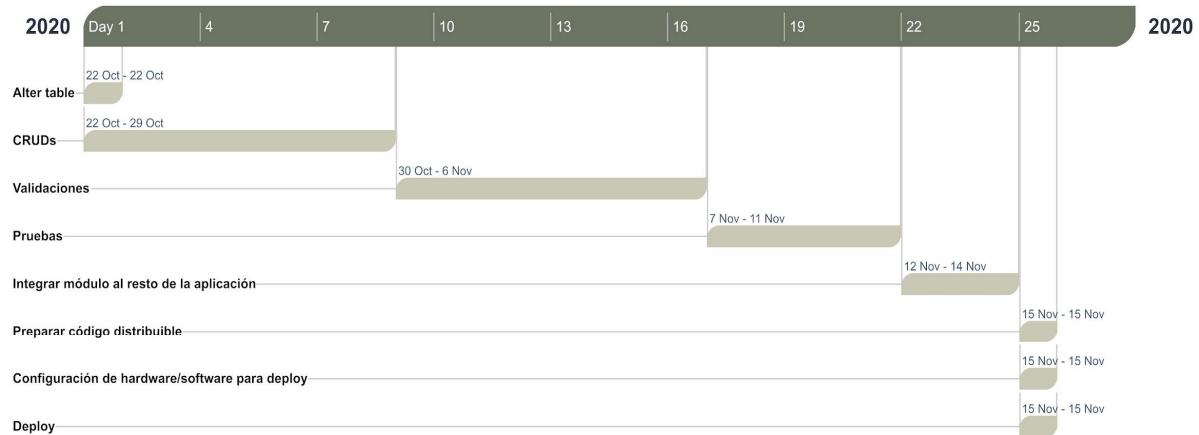 2020 Day 1 4 7 10 13 16 19 22 25 2020
22 Oct - 22 Oct
Alter table
22 Oct - 29 Oct
CRUDs
30 Oct - 6 Nov
Validaciones
7 Nov - 11 Nov
Pruebas
12 Nov - 14 Nov
Integrar módulo al resto de la aplicación
15 Nov - 15 Nov
Preparar código distribuible
15 Nov - 15 Nov
Configuración de hardware/software para deploy
15 Nov - 15 Nov
Deploy